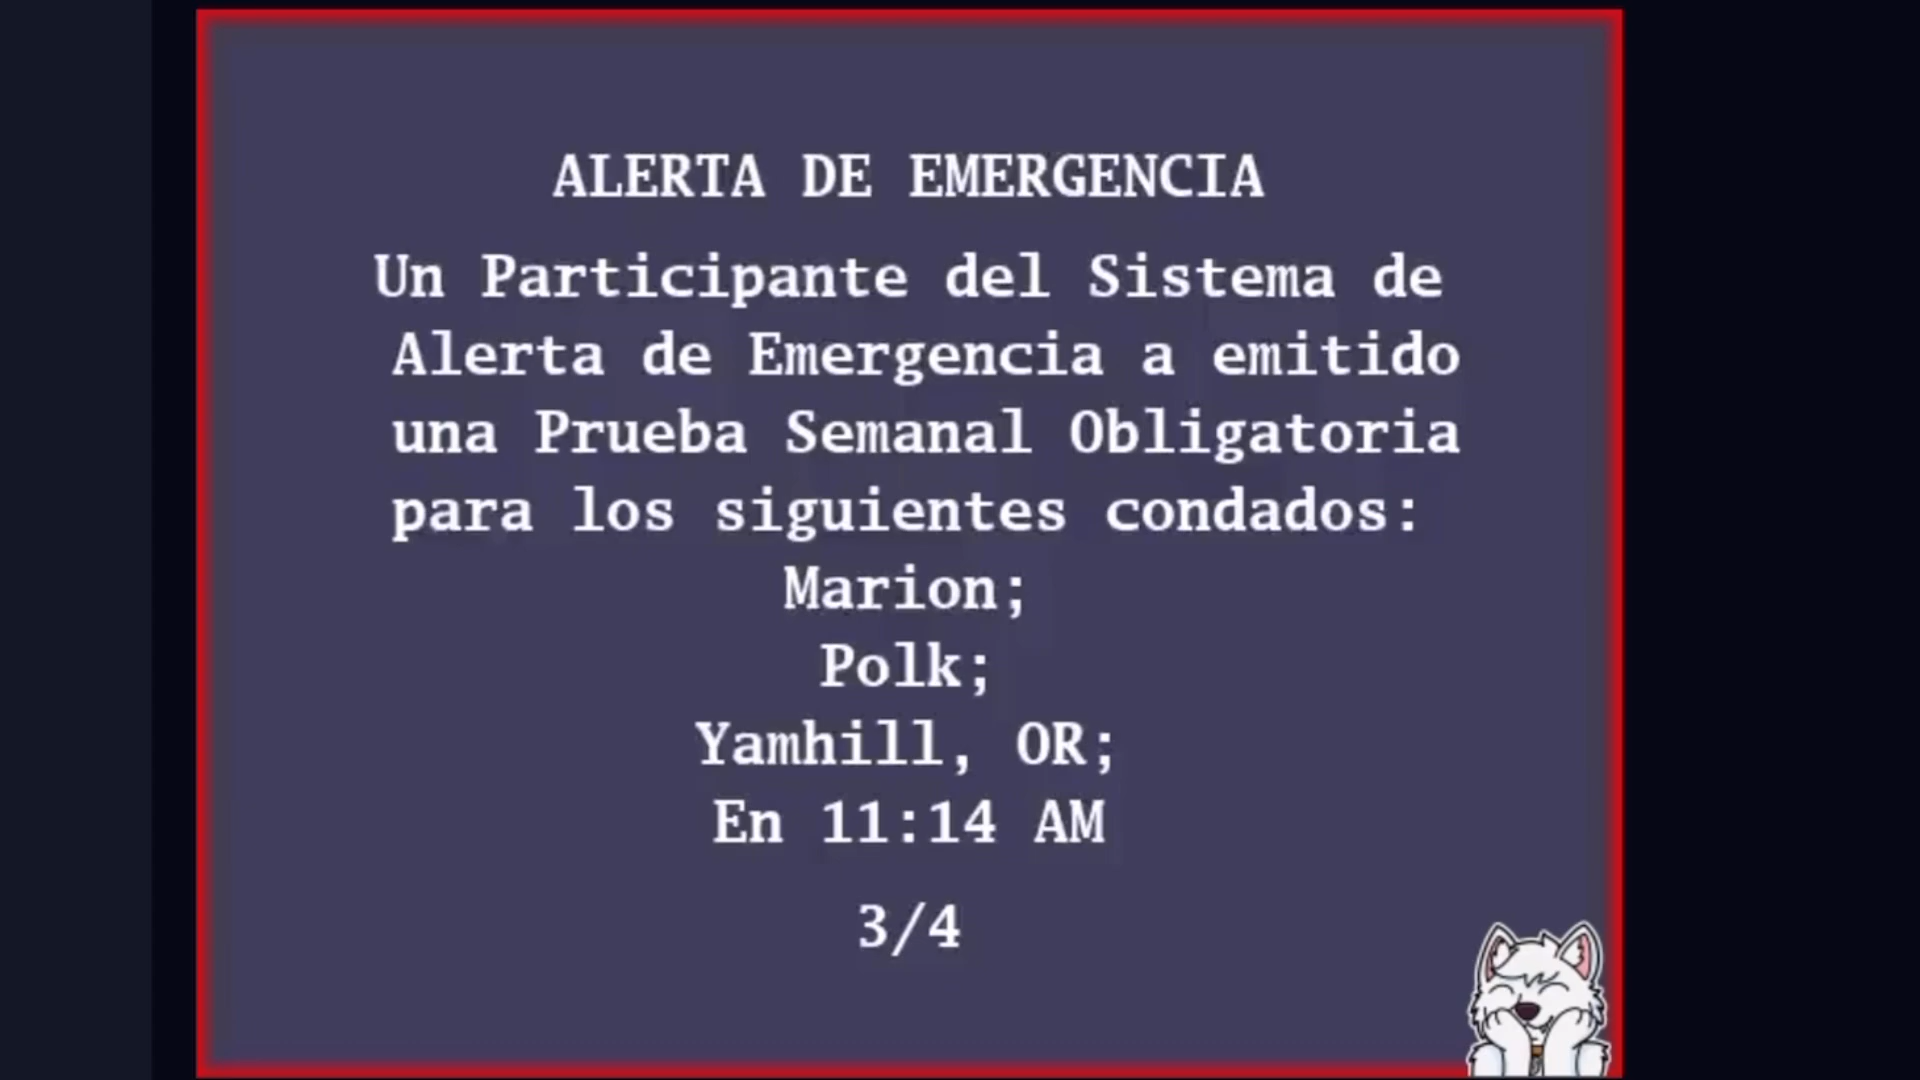 ALERTA DE EMERGENCIA
Un Participante del Sistema de
Alerta de Emergencia a emitido
una Prueba Semanal Obligatoria
para los siguientes condados:
Marion;
Polk;
Yamhill, OR;
En 11:14 AM
3/4